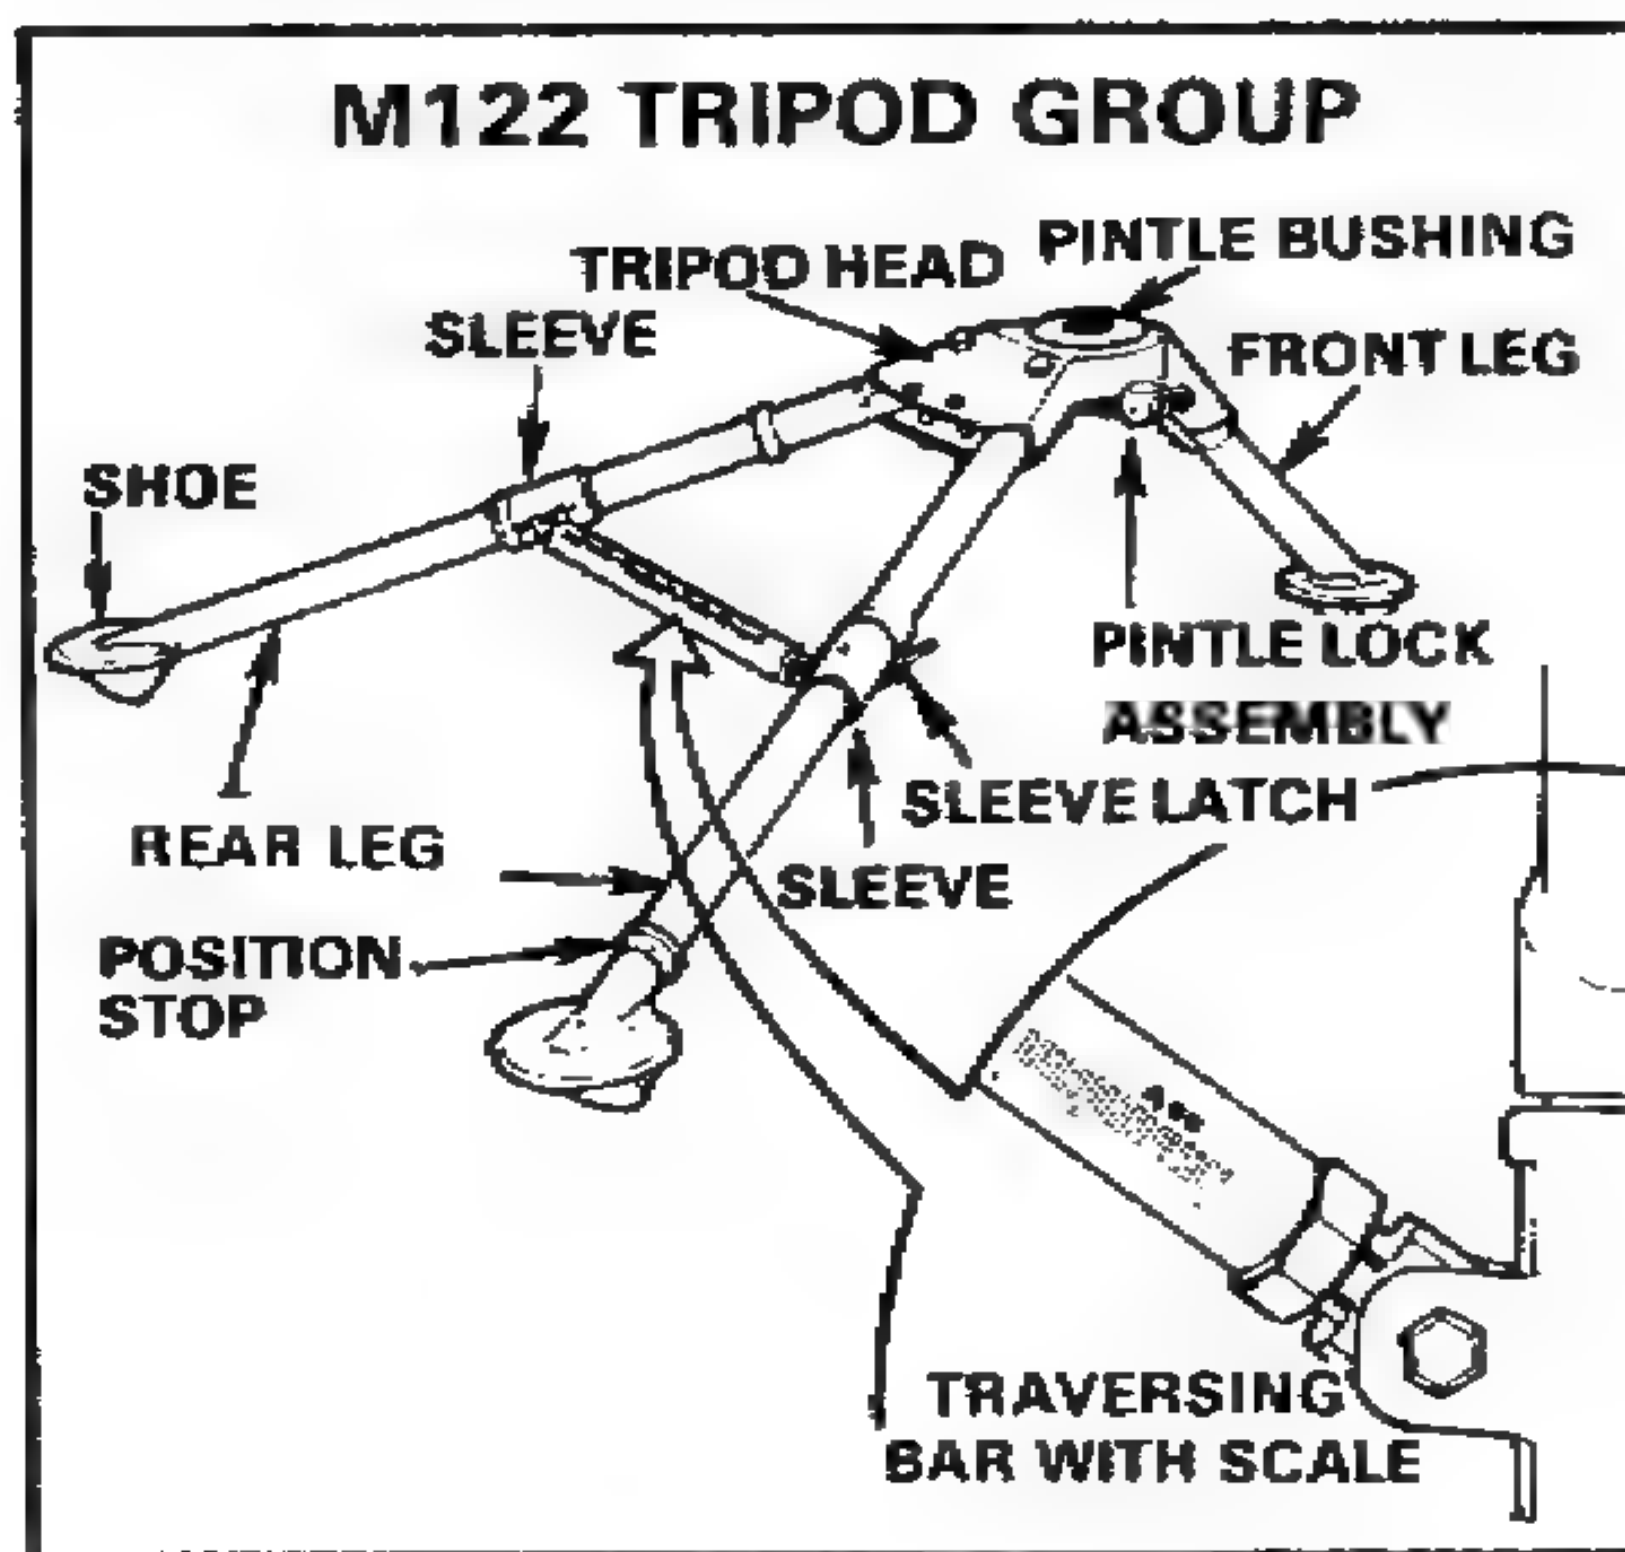 M122 TRIPOD GROUP
PINTLE BUSHING
TRIPOD HEAD
SLEEVE
FRONT LEG
SHOE
PINTLE LOCK
ASSEMBLY
SLEEVE LATCH
REAR LEG
SLEEVE
POSITION
STOP
TRAVERSING
BAR WITH SCALE